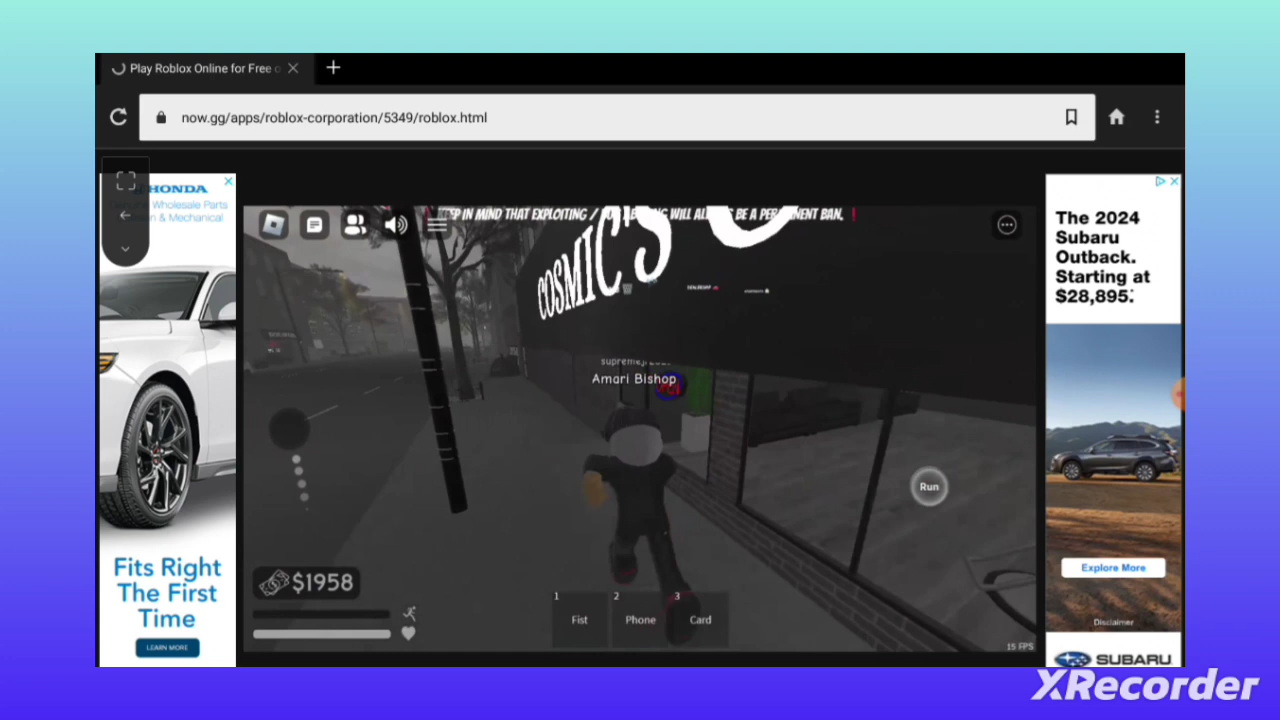 Play Roblox Online for Free
now.gg/apps/roblox-corporation/5349/roblox.html
HONDA
Wholesale Parts
& Mechanical
Fits Right
The First
Time
LEARN MORE
IN MIND THAT EXPLOITING /
WILL
BE A
BAN.
COSMIC'S
DEALERSHIP
Amari Bishop
Run
$1958
1
Fist
2
Phone
3
Card
15 FPS
The 2024
Subaru
Outback.
Starting at
$28,895.
Explore More
Disclaimer
SUBARU
XRecorder